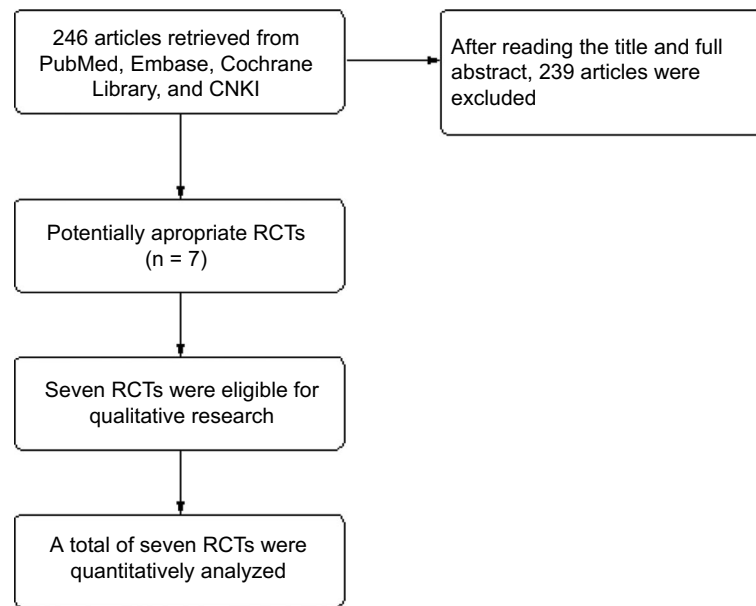 246 articles retrieved from
PubMed, Embase, Cochrane
Library, and CNKI
After reading the title and full
abstract, 239 articles were
excluded
Potentially apropriate RCTs
(n = 7)
Seven RCTs were eligible for
qualitative research
A total of seven RCTs were
quantitatively analyzed